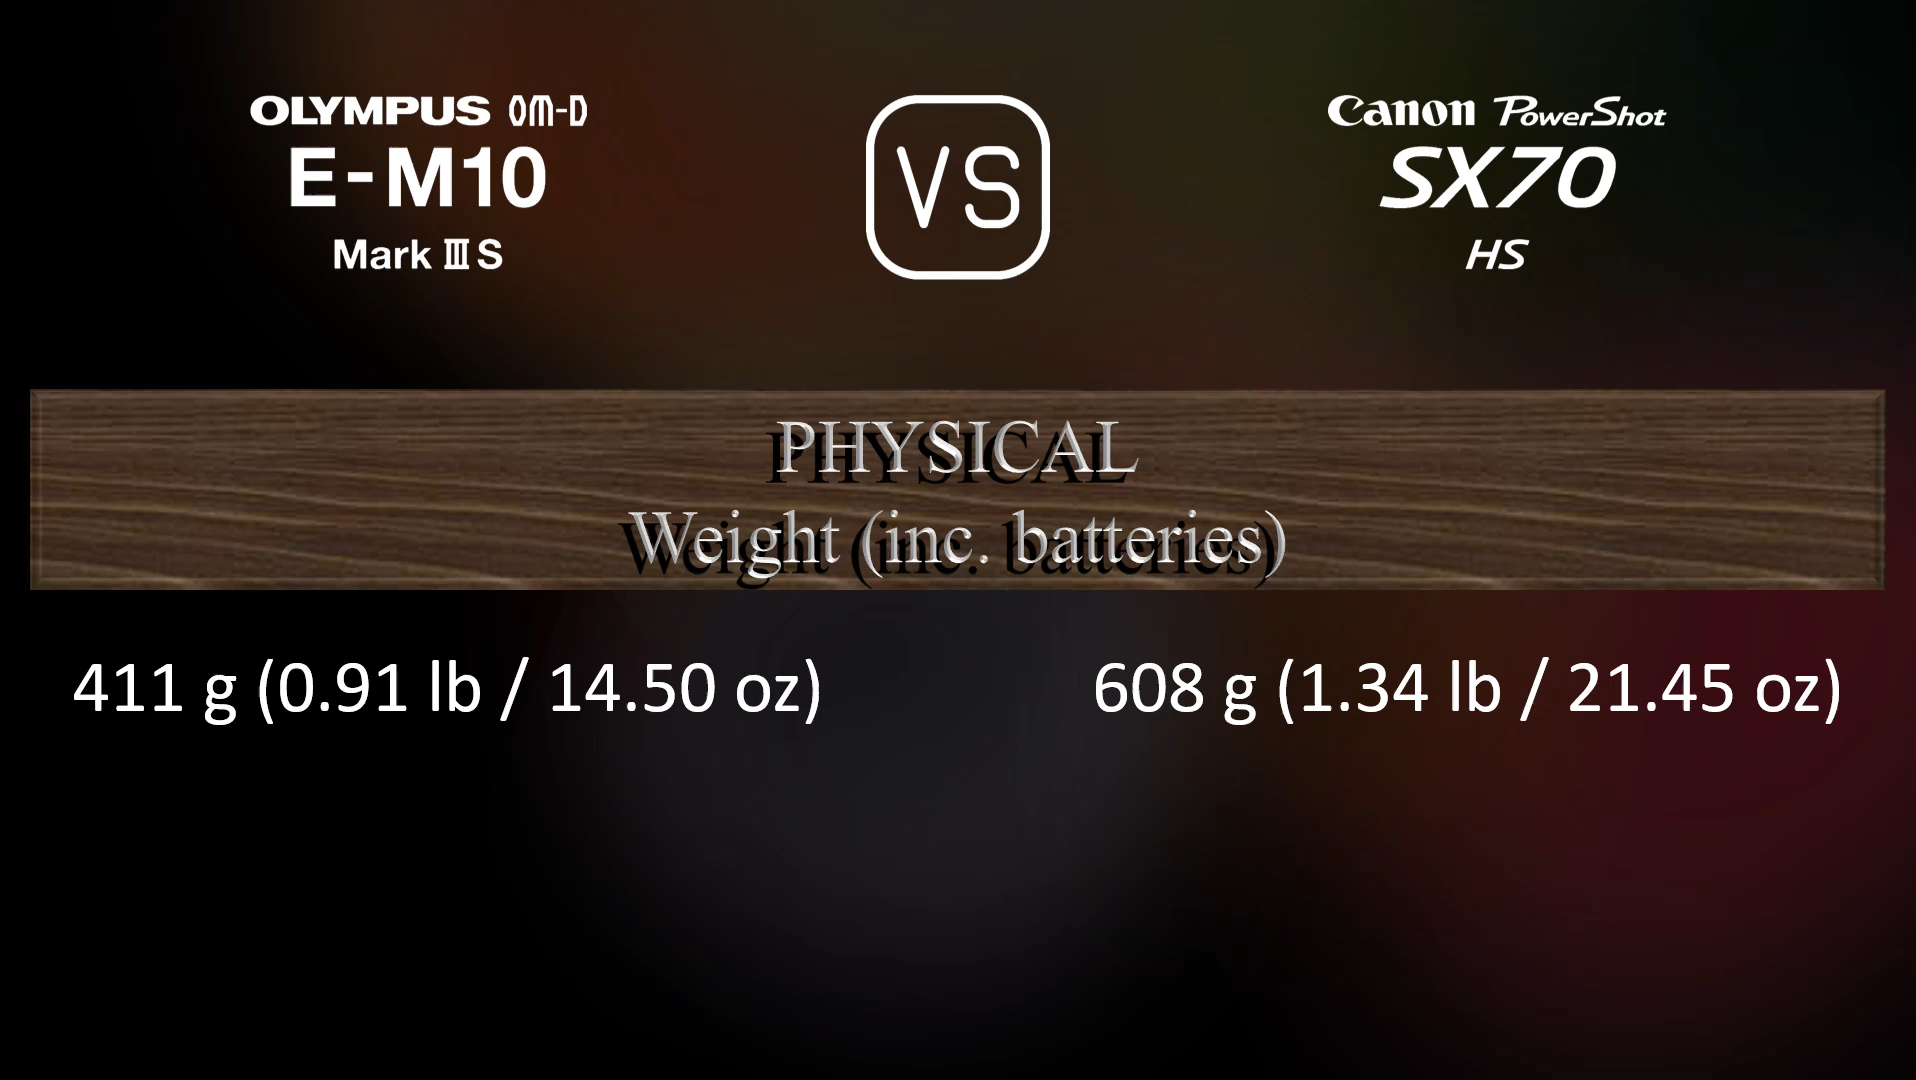 OLYMPUS OM-D
E-M10
Mark III S
VS
Canon PowerShot
SX70
HS
PHYSICAL
Weight (inc. batteries)
411 g (0.91 lb / 14.50 oz)
608 g (1.34 lb / 21.45 oz)